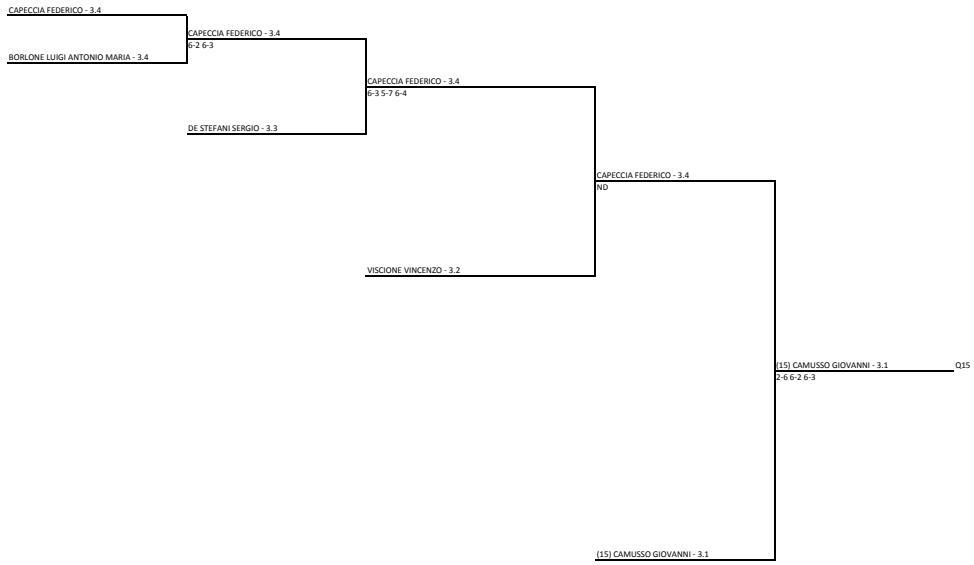 CAPECCIA FEDERICO - 3.4
CAPECCIA FEDERICO - 3.4
6-2 6-3
BORLONE LUIGI ANTONIO MARIA - 3.4
CAPECCIA FEDERICO - 3.4
6-3 5-7 6-4
DE STEFANI SERGIO - 3.3
CAPECCIA FEDERICO - 3.4
ND
VISCIONE VINCENZO - 3.2
(15) CAMUSSO GIOVANNI - 3.1 Q15
2-6 6-2 6-3
(15) CAMUSSO GIOVANNI - 3.1